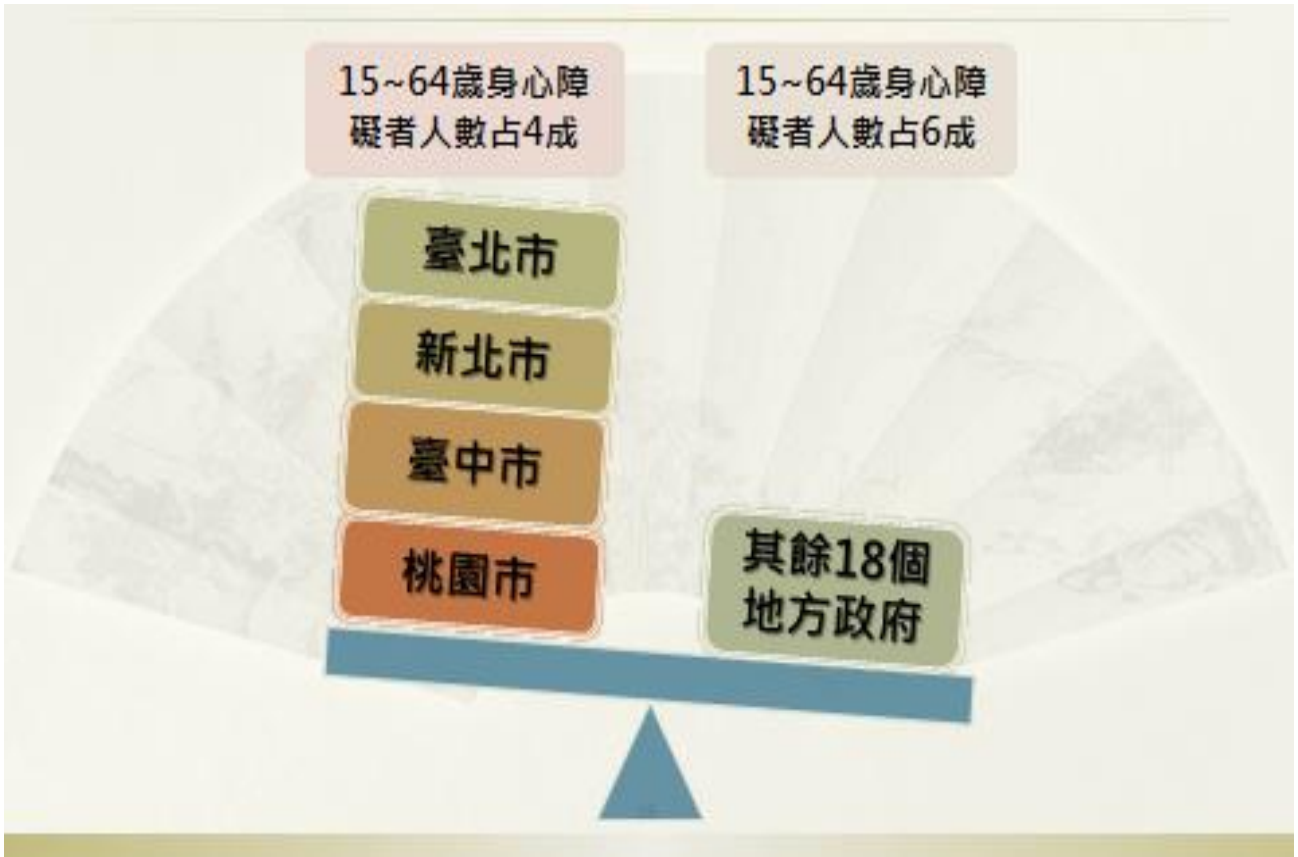 15~64歲身心障
礙者人數占4成
15~64歲身心障
礙者人數占6成
臺北市
新北市
臺中市
桃園市
其餘18個
地方政府